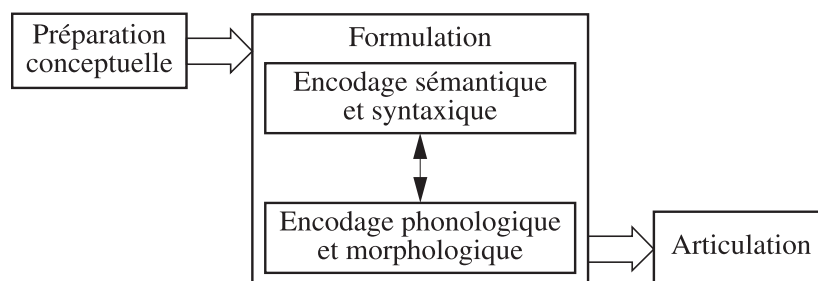 Préparation
conceptuelle
Formulation
Encodage sémantique
et syntaxique
Encodage phonologique
et morphologique
Articulation